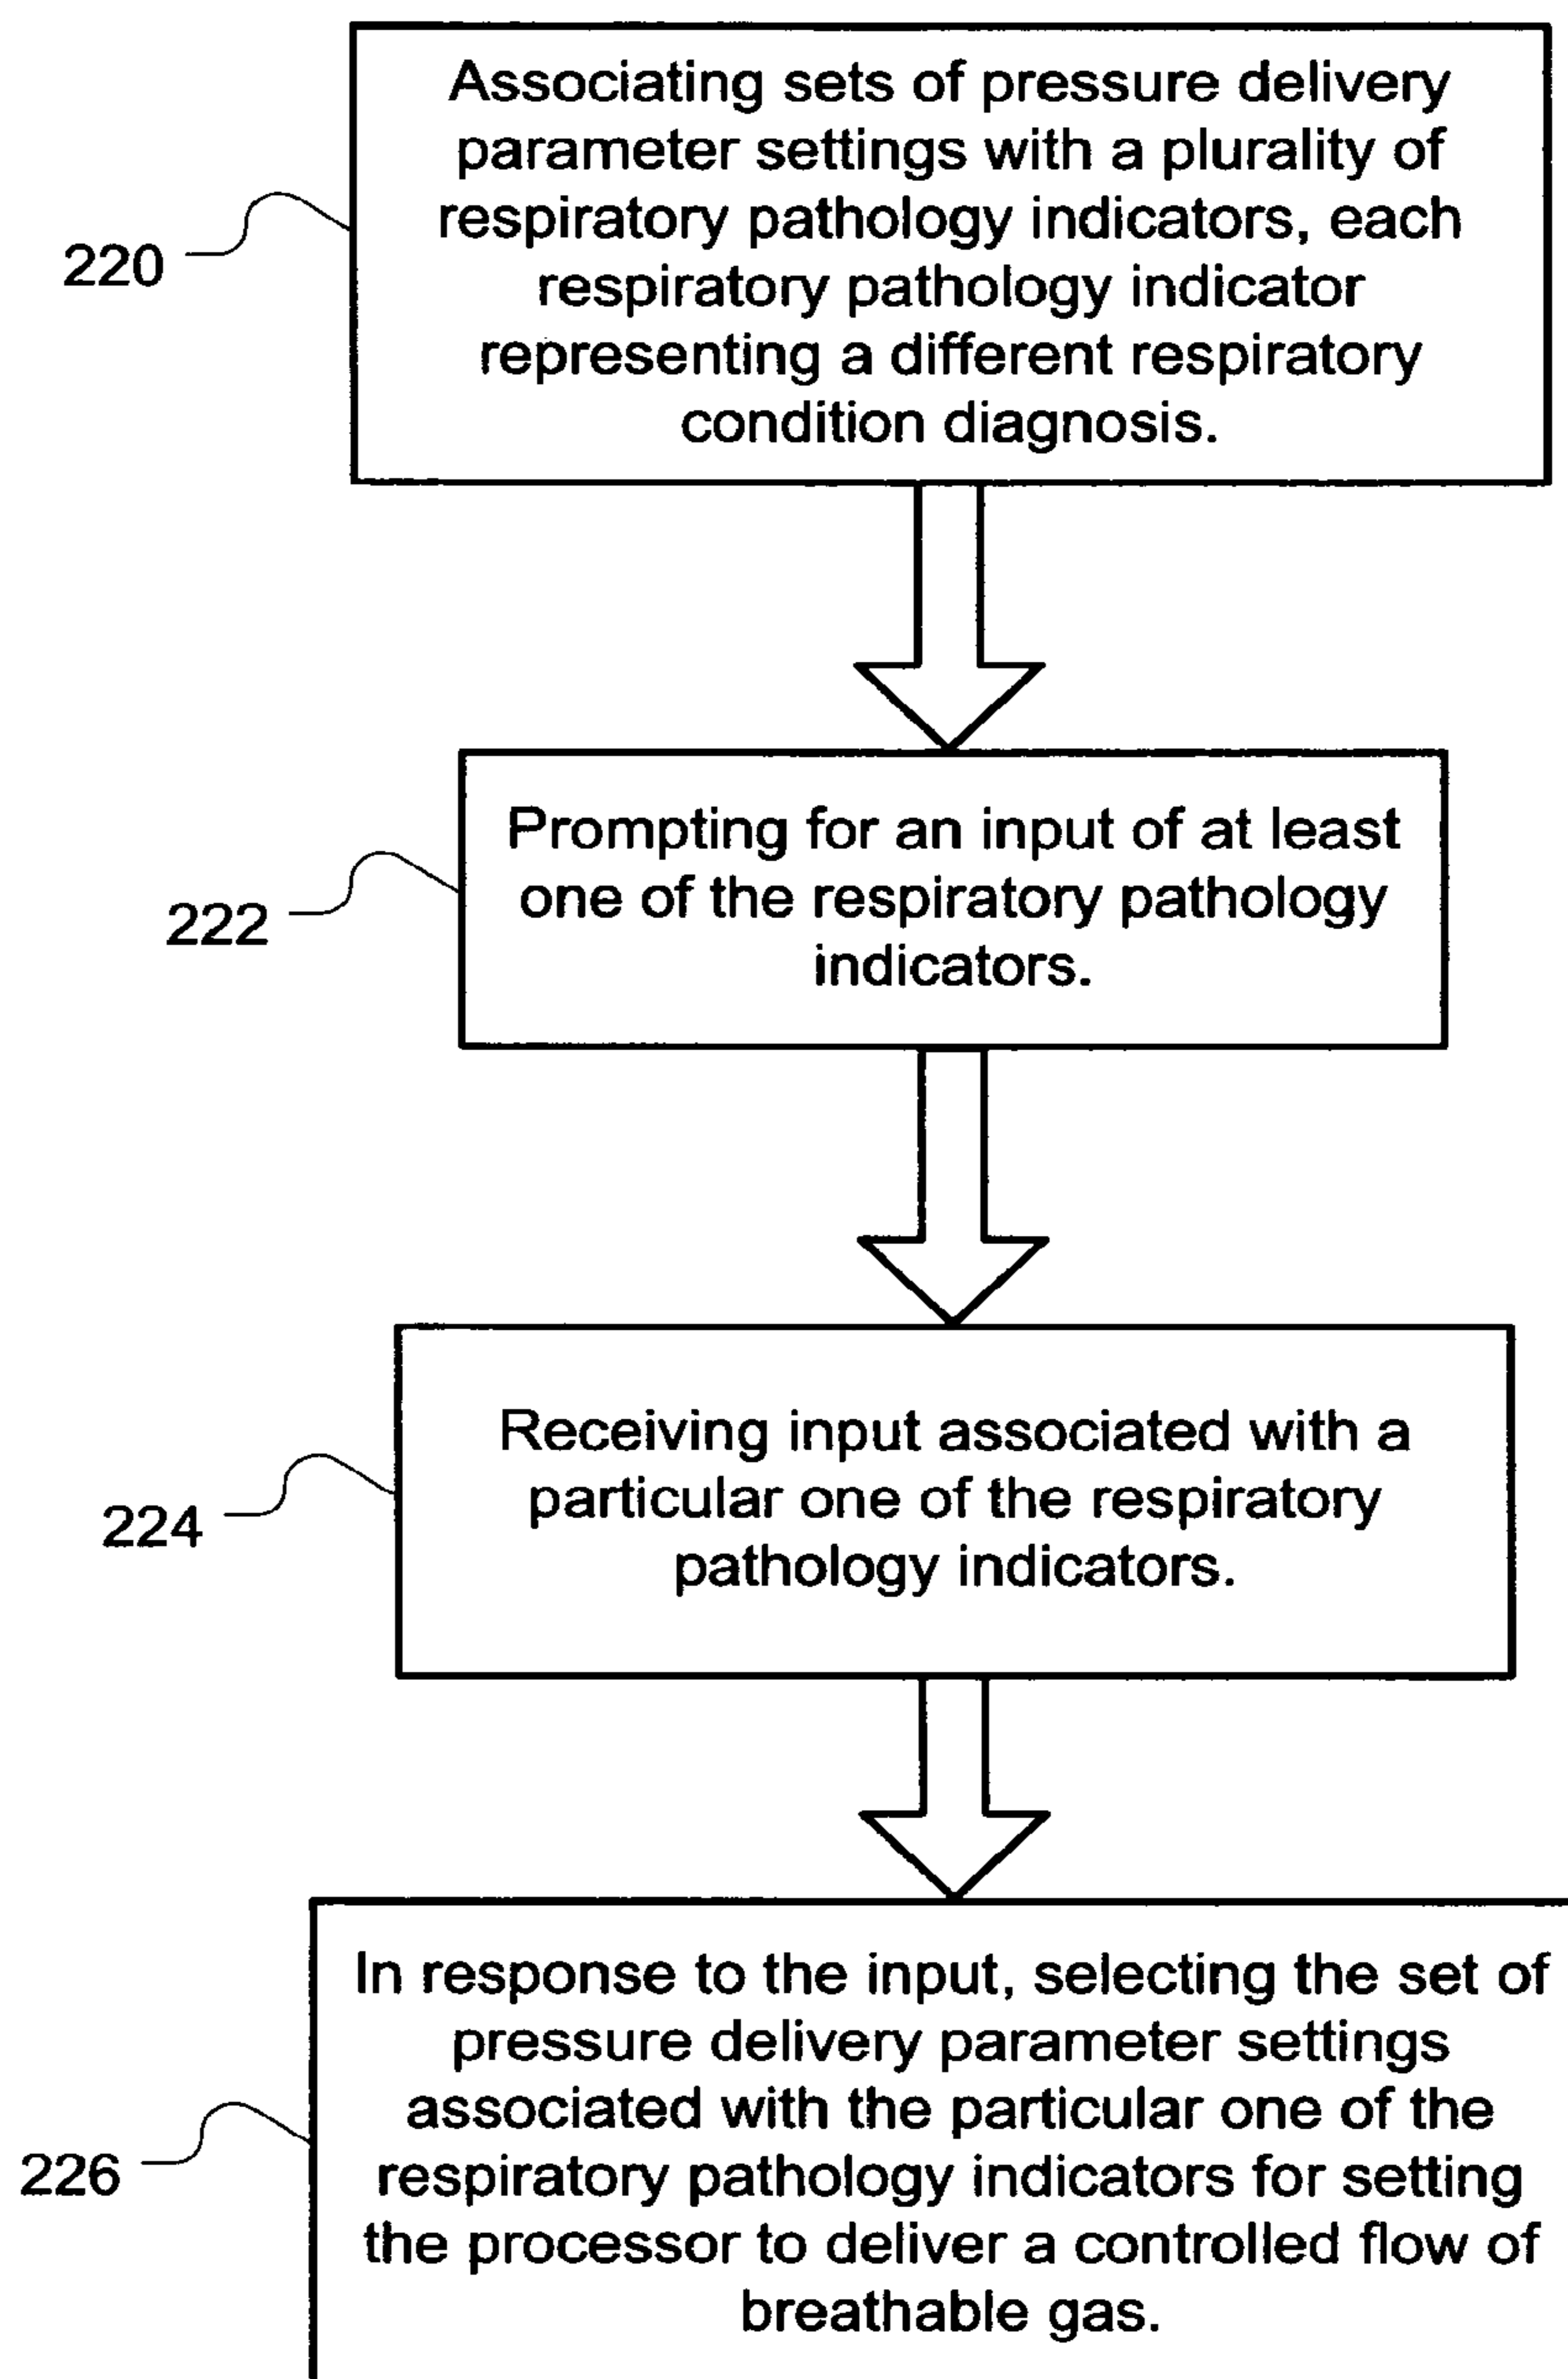 Associating sets of pressure delivery
parameter settings with a plurality of
respiratory pathology indicators, each
respiratory pathology indicator
representing a different respiratory
condition diagnosis.
220
Prompting for an input of at least
one of the respiratory pathology
indicators.
222
Receiving input associated with a
particular one of the respiratory
pathology indicators.
224
In response to the input, selecting the set of
pressure delivery parameter settings
associated with the particular one of the
respiratory pathology indicators for setting
the processor to deliver a controlled flow of
breathable gas.
226